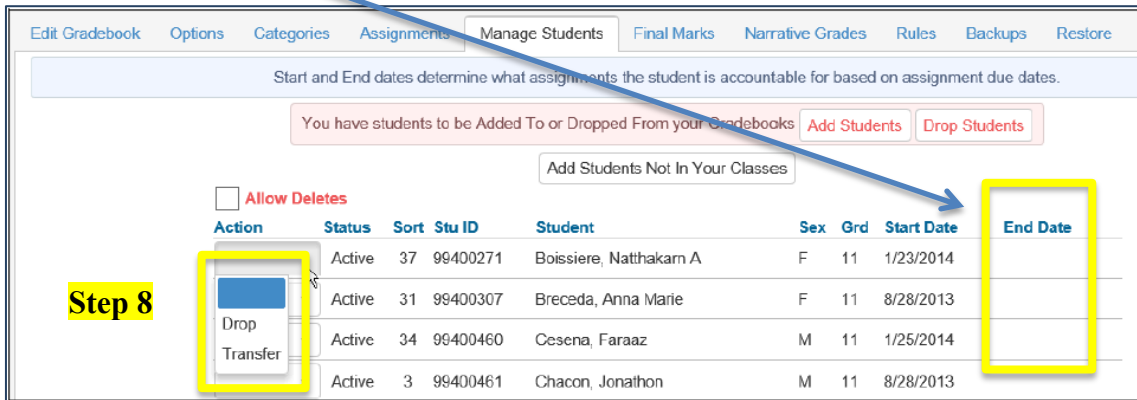 Edit Gradebook Options Categories Assignments Manage Students Final Marks Narrative Grades Rules Backups Restore
Start and End dates determine what assignments the student is accountable for based on assignment due dates.
You have students to be Added To or Dropped From your Gradebooks Add Students Drop Students
Add Students Not In Your Classes
Allow Deletes
Action Status Sort Stu ID Student Sex Grd Start Date End Date
Active 37 99400271 Boissiere, Natthakarn A F 11 1/23/2014
Step 8
Active 31 99400307 Breceda, Anna Marie F 11 8/28/2013
Drop
Transfer
Active 34 99400460 Cesena, Faraaz M 11 1/25/2014
Active 3 99400461 Chacon, Jonathon M 11 8/28/2013